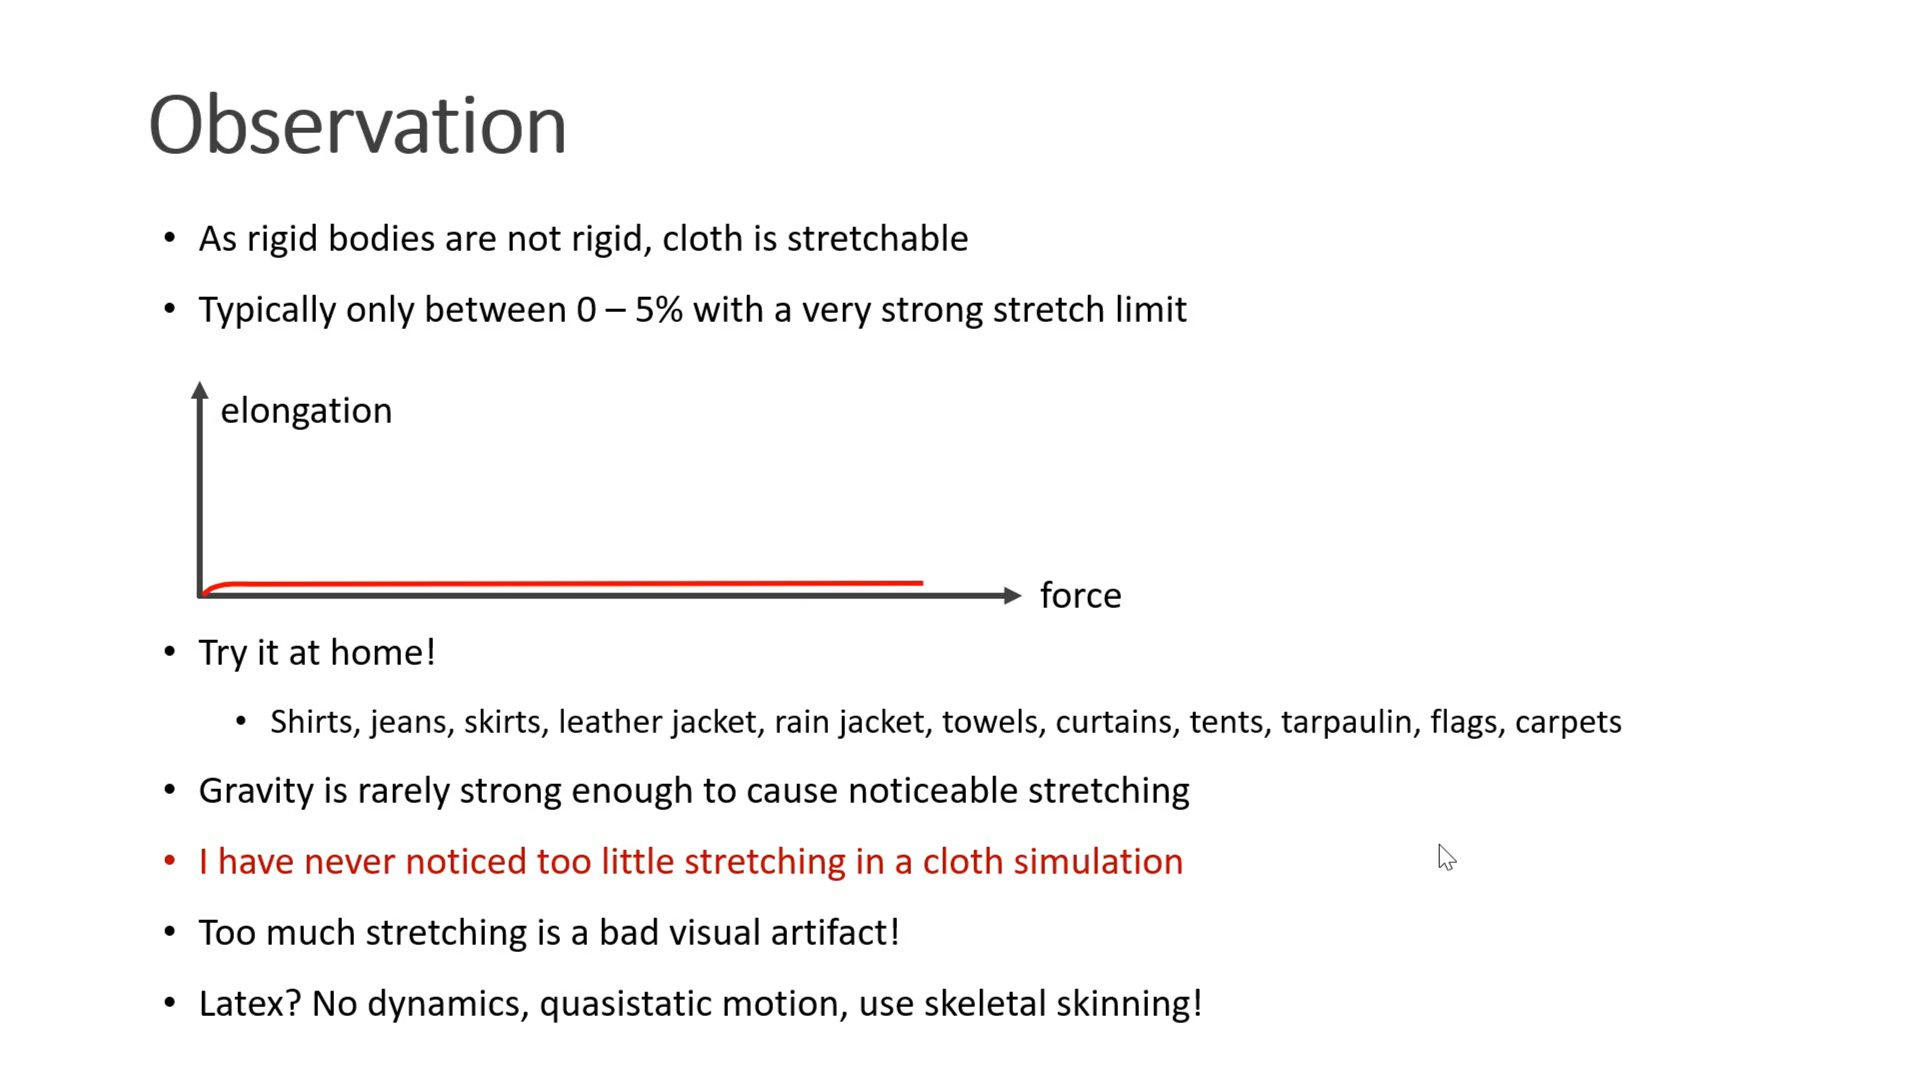 Observation
• As rigid bodies are not rigid, cloth is stretchable
• Typically only between 0 – 5% with a very strong stretch limit
elongation
force
• Try it at home!
• Shirts, jeans, skirts, leather jacket, rain jacket, towels, curtains, tents, tarpaulin, flags, carpets
• Gravity is rarely strong enough to cause noticeable stretching
• I have never noticed too little stretching in a cloth simulation
• Too much stretching is a bad visual artifact!
• Latex? No dynamics, quasistatic motion, use skeletal skinning!